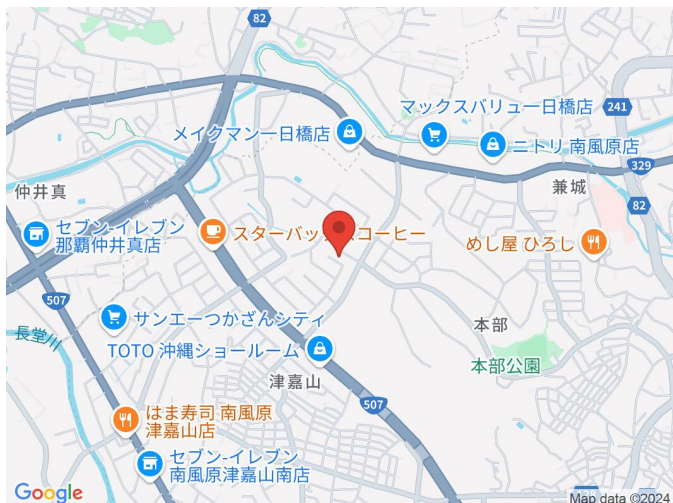 82
241
マックスバリュー一日橋店
メイクマン一日橋店
ニトリ 南風原店
329
兼城
仲井真
82
セブン-イレブン
那覇仲井真店
スターバックスコーヒー
めし屋 ひろし
507
サンエーつかざんシティ
本部
長堂川
TOTO 沖縄ショールーム
本部公園
津嘉山
507
はま寿司 南風原
津嘉山店
セブン-イレブン
南風原津嘉山南店
Google
Map data ©2024